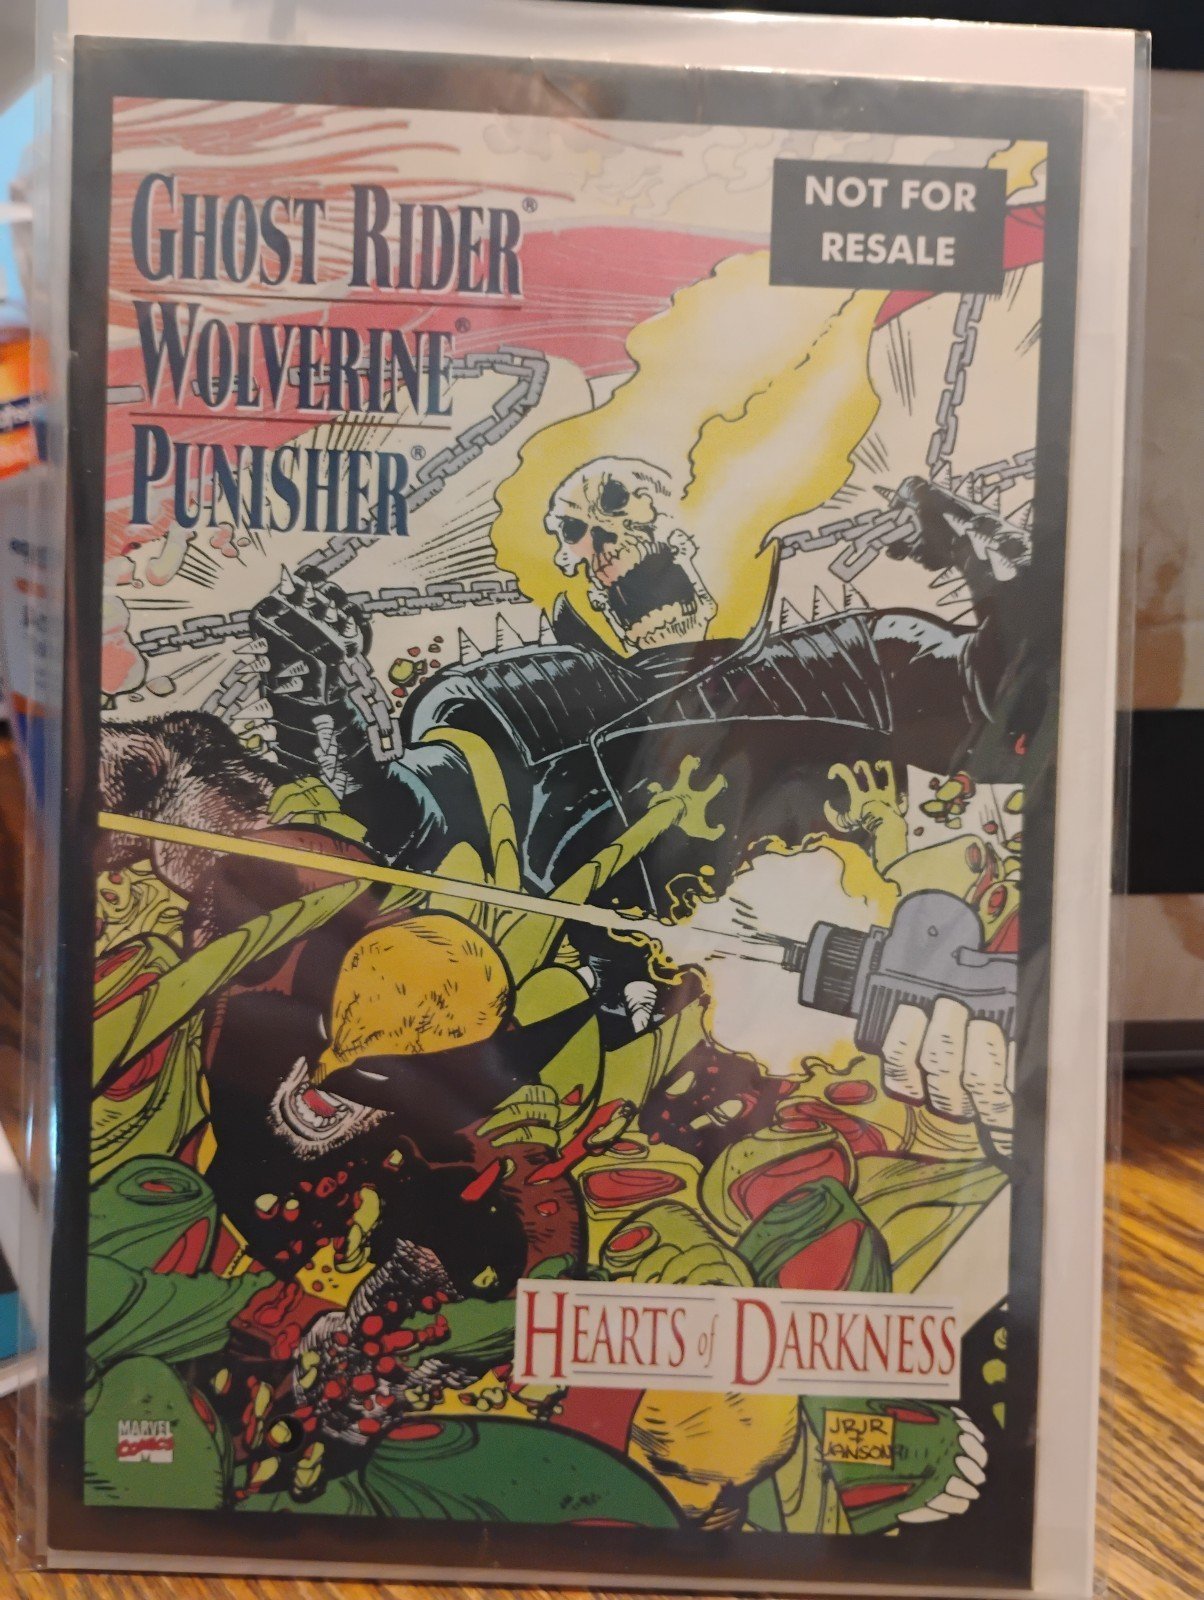 GHOST RIDER®
WOLVERINE®
PUNISHER®
NOT FOR
RESALE
HEARTS of DARKNESS
MARVEL
COMICS
JRJR
+
JANSON